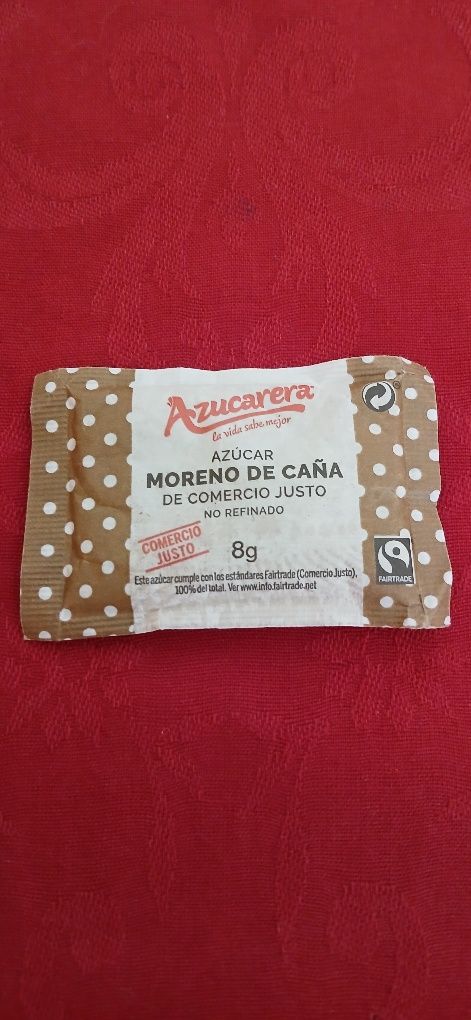 Azucarera
la vida sabe mejor
AZÚCAR
MORENO DE CAÑA
DE COMERCIO JUSTO
NO REFINADO
COMERCIO
JUSTO
8g
Este azúcar cumple con los estándares Fairtrade (Comercio Justo),
100% del total. Ver www.info.fairtrade.net
FAIRTRADE